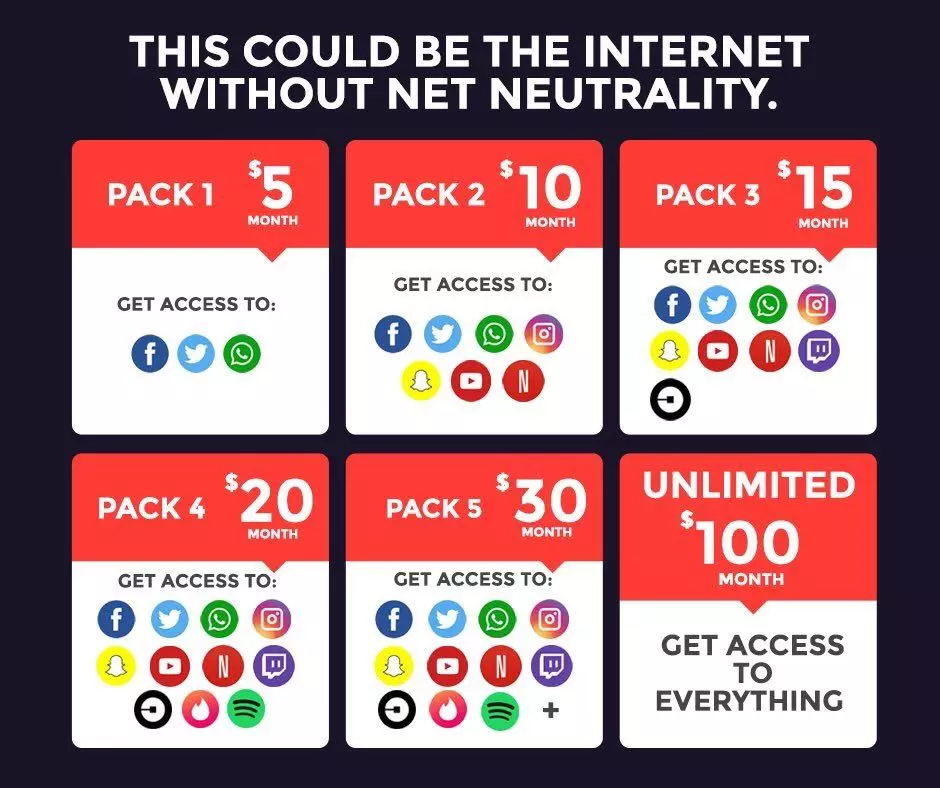 THIS COULD BE THE INTERNET
WITHOUT NET NEUTRALITY.
PACK 1
$5
MONTH
GET ACCESS TO:
PACK 2
$10
MONTH
GET ACCESS TO:
PACK 3
$15
MONTH
GET ACCESS TO:
PACK 4
$20
MONTH
GET ACCESS TO:
PACK 5
$30
MONTH
GET ACCESS TO:
+
UNLIMITED
$100
MONTH
GET ACCESS
TO
EVERYTHING